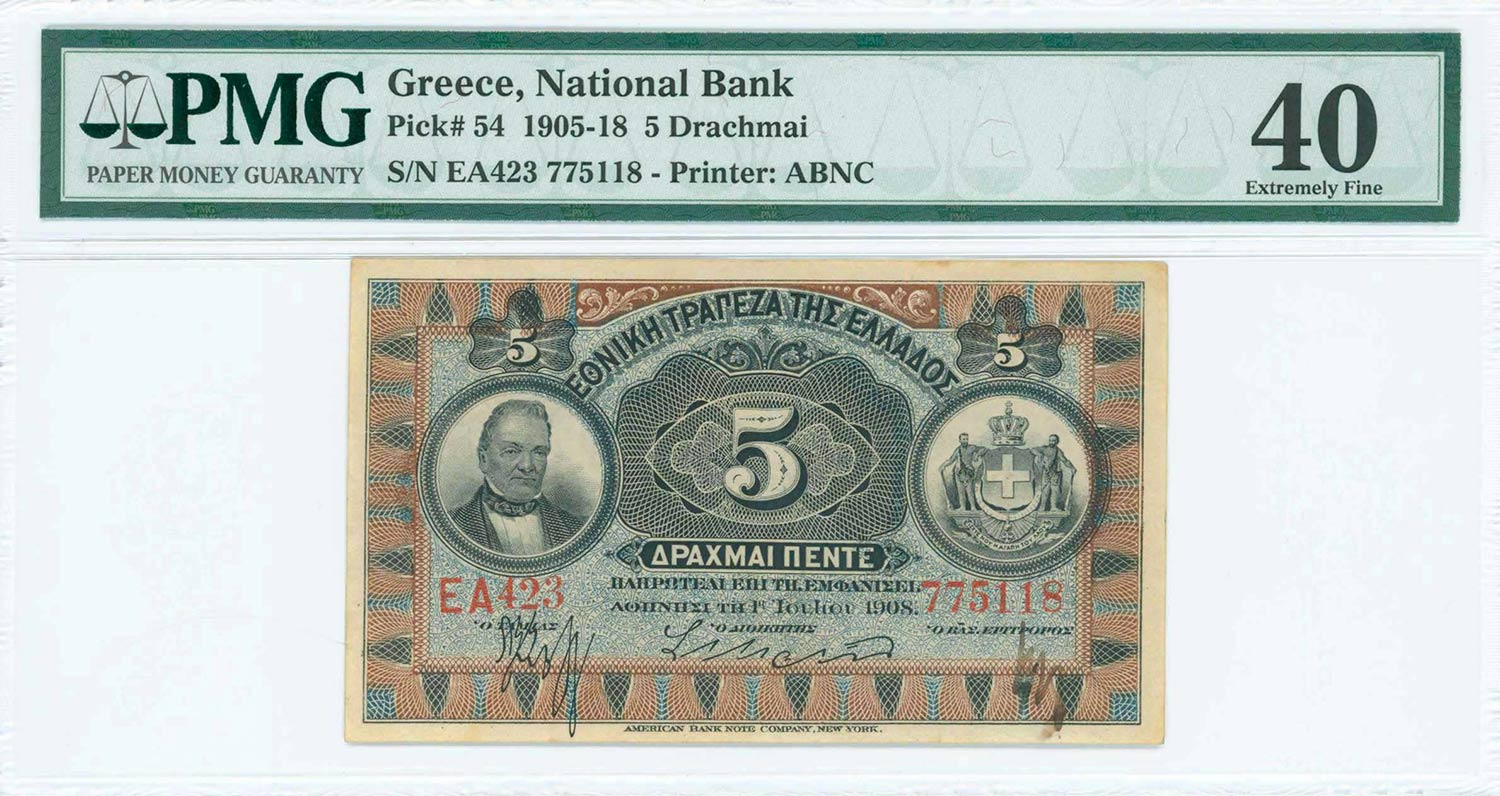 PMG
PAPER MONEY GUARANTY
Greece, National Bank
Pick# 54 1905-18 5 Drachmai
S/N EA423 775118 - Printer: ABNC
40
Extremely Fine
ΕΘΝΙΚΗ ΤΡΑΠΕΖΑ ΤΗΣ ΕΛΛΑΔΟΣ
5
5
5
ΔΡΑΧΜΑΙ ΠΕΝΤΕ
ΠΛΗΡΩΤΕΑΙ ΕΠΙ ΤΗ, ΕΜΦΑΝΙΣΕΙ.
ΕΑ423
775118
ΑΘΗΝΗΣΙ ΤΗ 1ῃ 1908.
Ὁ ΔΙΟΙΚΗΤΗΣ
Ὁ ΒΑΣ. ΕΠΙΤΡΟΠΟΣ
AMERICAN BANK NOTE COMPANY, NEW YORK.